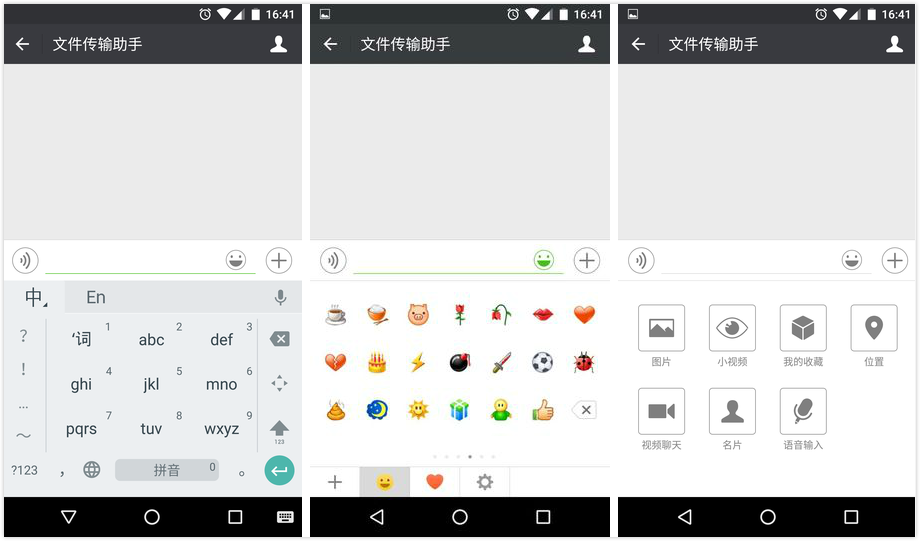 16:41
文件传输助手
中 En
? '词 1 abc 2 def 3
! ghi 4 jkl 5 mno 6
... pqrs 7 tuv 8 wxyz 9 123
~
?123 , 拼音 0 。
16:41
文件传输助手
16:41
文件传输助手
图片 小视频 我的收藏 位置
视频聊天 名片 语音输入